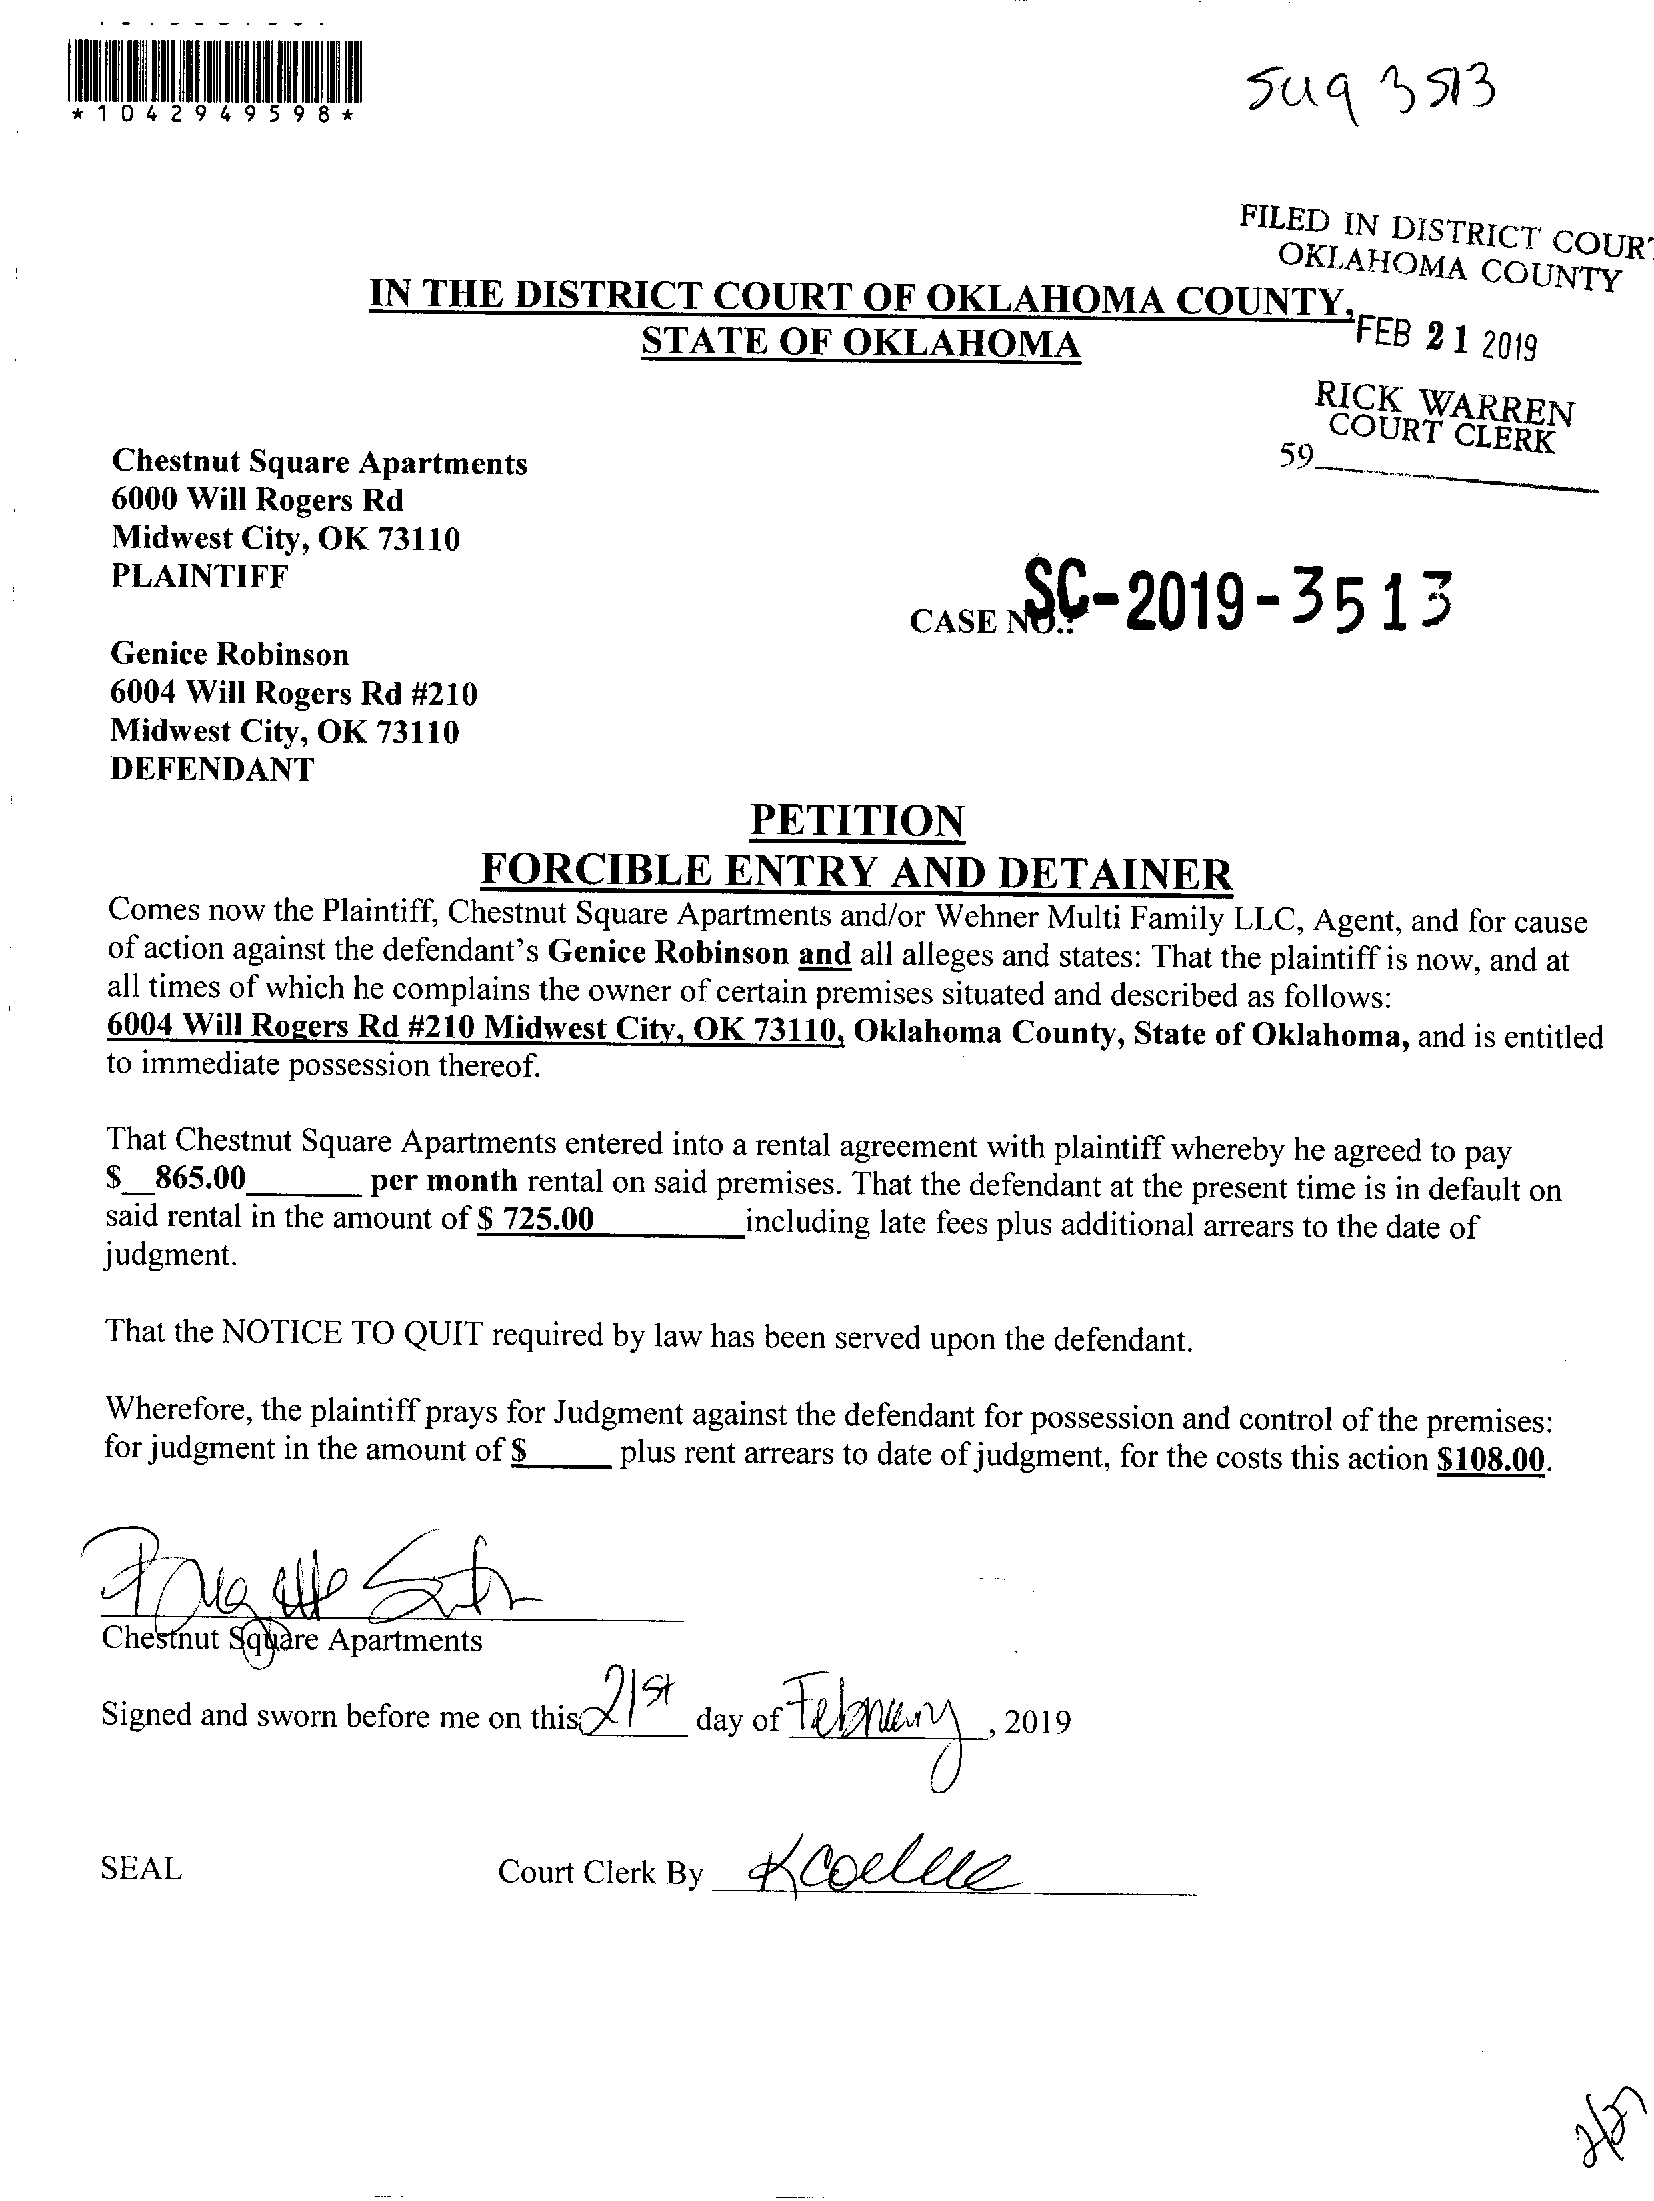 *1042949598*
3513
FILED IN DISTRICT COUR
OKLAHOMA COUNTY
FEB 21 2019
RICK WARREN
COURT CLERK
59
IN THE DISTRICT COURT OF OKLAHOMA COUNTY,
STATE OF OKLAHOMA
Chestnut Square Apartments
6000 Will Rogers Rd
Midwest City, OK 73110
PLAINTIFF
CASE NO.: SC-2019-3513
Genice Robinson
6004 Will Rogers Rd #210
Midwest City, OK 73110
DEFENDANT
PETITION
FORCIBLE ENTRY AND DETAINER
Comes now the Plaintiff, Chestnut Square Apartments and/or Wehner Multi Family LLC, Agent, and for cause
of action against the defendant's Genice Robinson and all alleges and states: That the plaintiff is now, and at
all times of which he complains the owner of certain premises situated and described as follows:
6004 Will Rogers Rd #210 Midwest City, OK 73110, Oklahoma County, State of Oklahoma, and is entitled
to immediate possession thereof.
That Chestnut Square Apartments entered into a rental agreement with plaintiff whereby he agreed to pay
$__865.00________ per month rental on said premises. That the defendant at the present time is in default on
said rental in the amount of $ 725.00__________including late fees plus additional arrears to the date of
judgment.
That the NOTICE TO QUIT required by law has been served upon the defendant.
Wherefore, the plaintiff prays for Judgment against the defendant for possession and control of the premises:
for judgment in the amount of $_____ plus rent arrears to date of judgment, for the costs this action $108.00.
Chestnut Square Apartments
Signed and sworn before me on this 21st day of February, 2019
SEAL
Court Clerk By